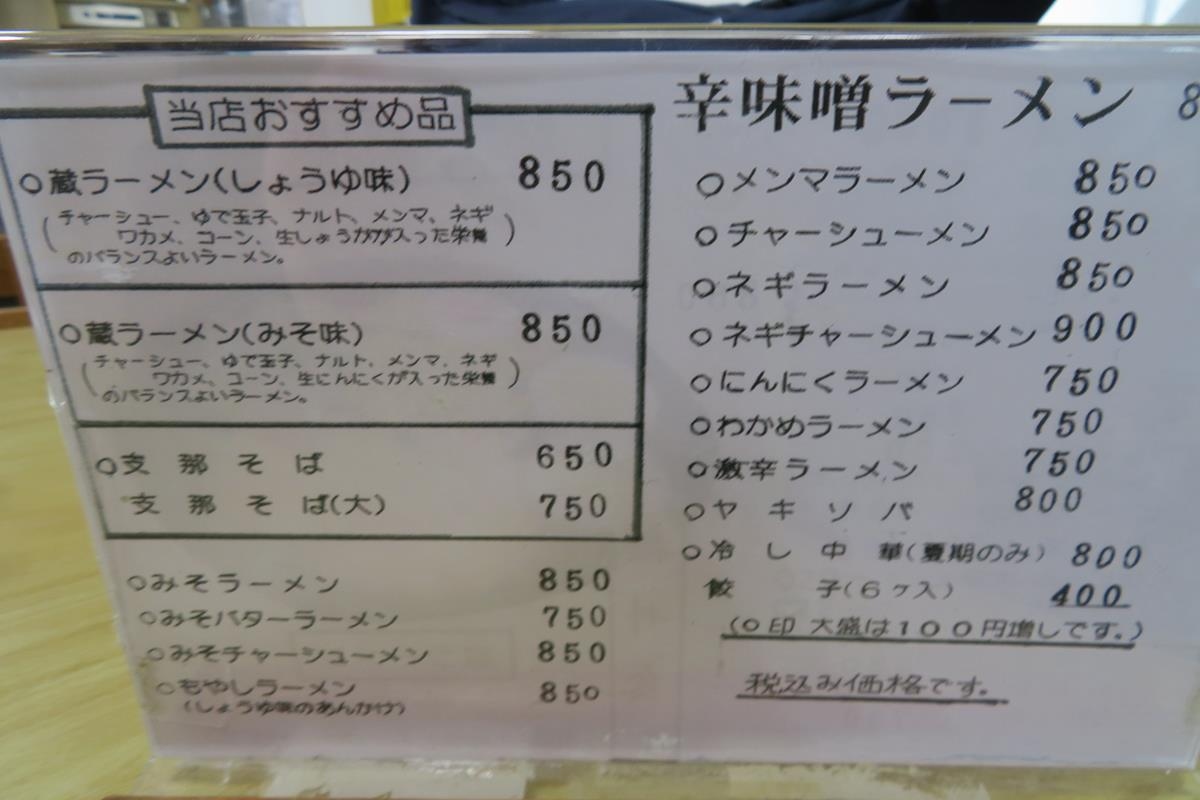 当店おすすめ品
○蔵ラーメン(しょうゆ味) 850
(チャーシュー、ゆで玉子、ナルト、メンマ、ネギ
ワカメ、コーン、生しょうがが入った栄養)
のバランスよいラーメン。
○蔵ラーメン(みそ味) 850
(チャーシュー、ゆで玉子、ナルト、メンマ、ネギ
ワカメ、コーン、生にんにくが入った栄養)
のバランスよいラーメン。
○支那そば 650
支那そば(大) 750
○みそラーメン 850
○みそバターラーメン 750
○みそチャーシューメン 850
○もやしラーメン 850
(しょうゆ味のあんかけ)
辛味噌ラーメン 8
○メンマラーメン 850
○チャーシューメン 850
○ネギラーメン 850
○ネギチャーシューメン 900
○にんにくラーメン 750
○わかめラーメン 750
○激辛ラーメン 750
○ヤキソバ 800
○冷し中華(夏期のみ) 800
餃子(6ヶ入) 400
(○印 大盛は100円増しです。)
税込み価格です。